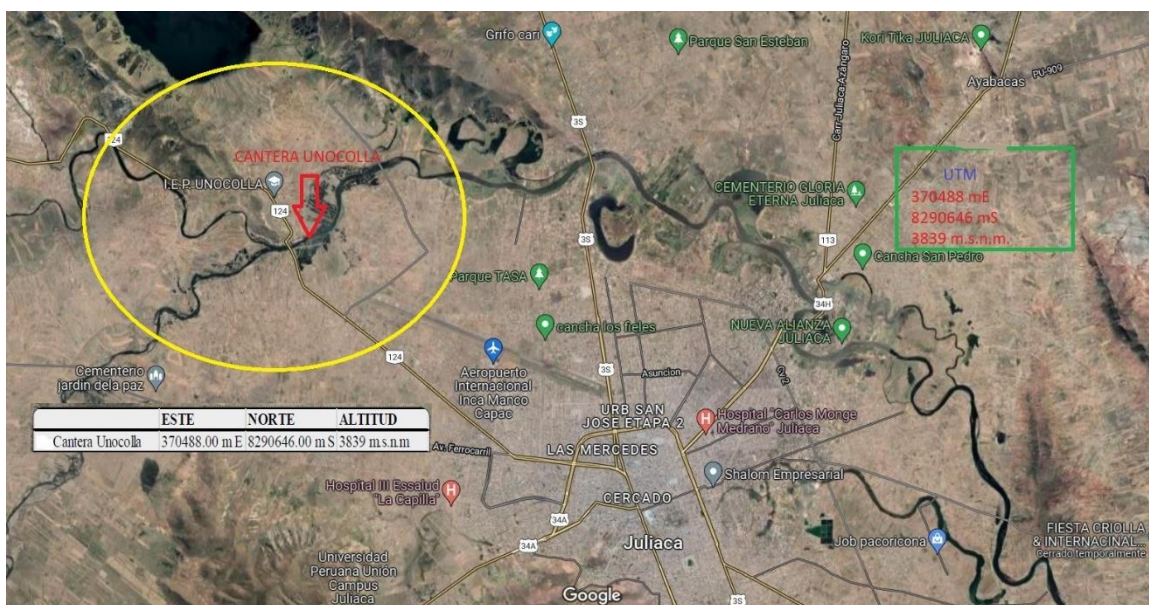 Grifo cari
Parque San Esteban
Kori Tika JULIACA
Ayabacas
PU-909
Carr-Juliaca-Azángaro
3S
124
CANTERA UNOCOLLA
I.E.P. UNOCOLLA
124
CEMENTERIO GLORIA
ETERNA Juliaca
UTM
370488 mE
8290646 mS
3839 m.s.n.m.
3S
113
Cancha San Pedro
Parque TASA
34H
cancha los fieles
NUEVA ALIANZA
JULIACA
124
Aeropuerto
Internacional
Inca Manco
Capac
3S
Asuncion
Cementerio
jardin dela paz
ESTE NORTE ALTITUD
Cantera Unocolla 370488.00 m E 8290646.00 m S 3839 m.s.n.m
URB SAN
JOSE ETAPA 2
Hospital "Carlos Monge
Medrano" Juliaca
Av. Ferrocarril
LAS MERCEDES
Shalom Empresarial
Hospital III Essalud
"La Capilla"
CERCADO
34A
34A
Juliaca
Job pacoricona
FIESTA CRIOLLA
& INTERNACINAL...
Cerrado temporalmente
Universidad
Peruana Unión
Campus
Juliaca
Google
3S